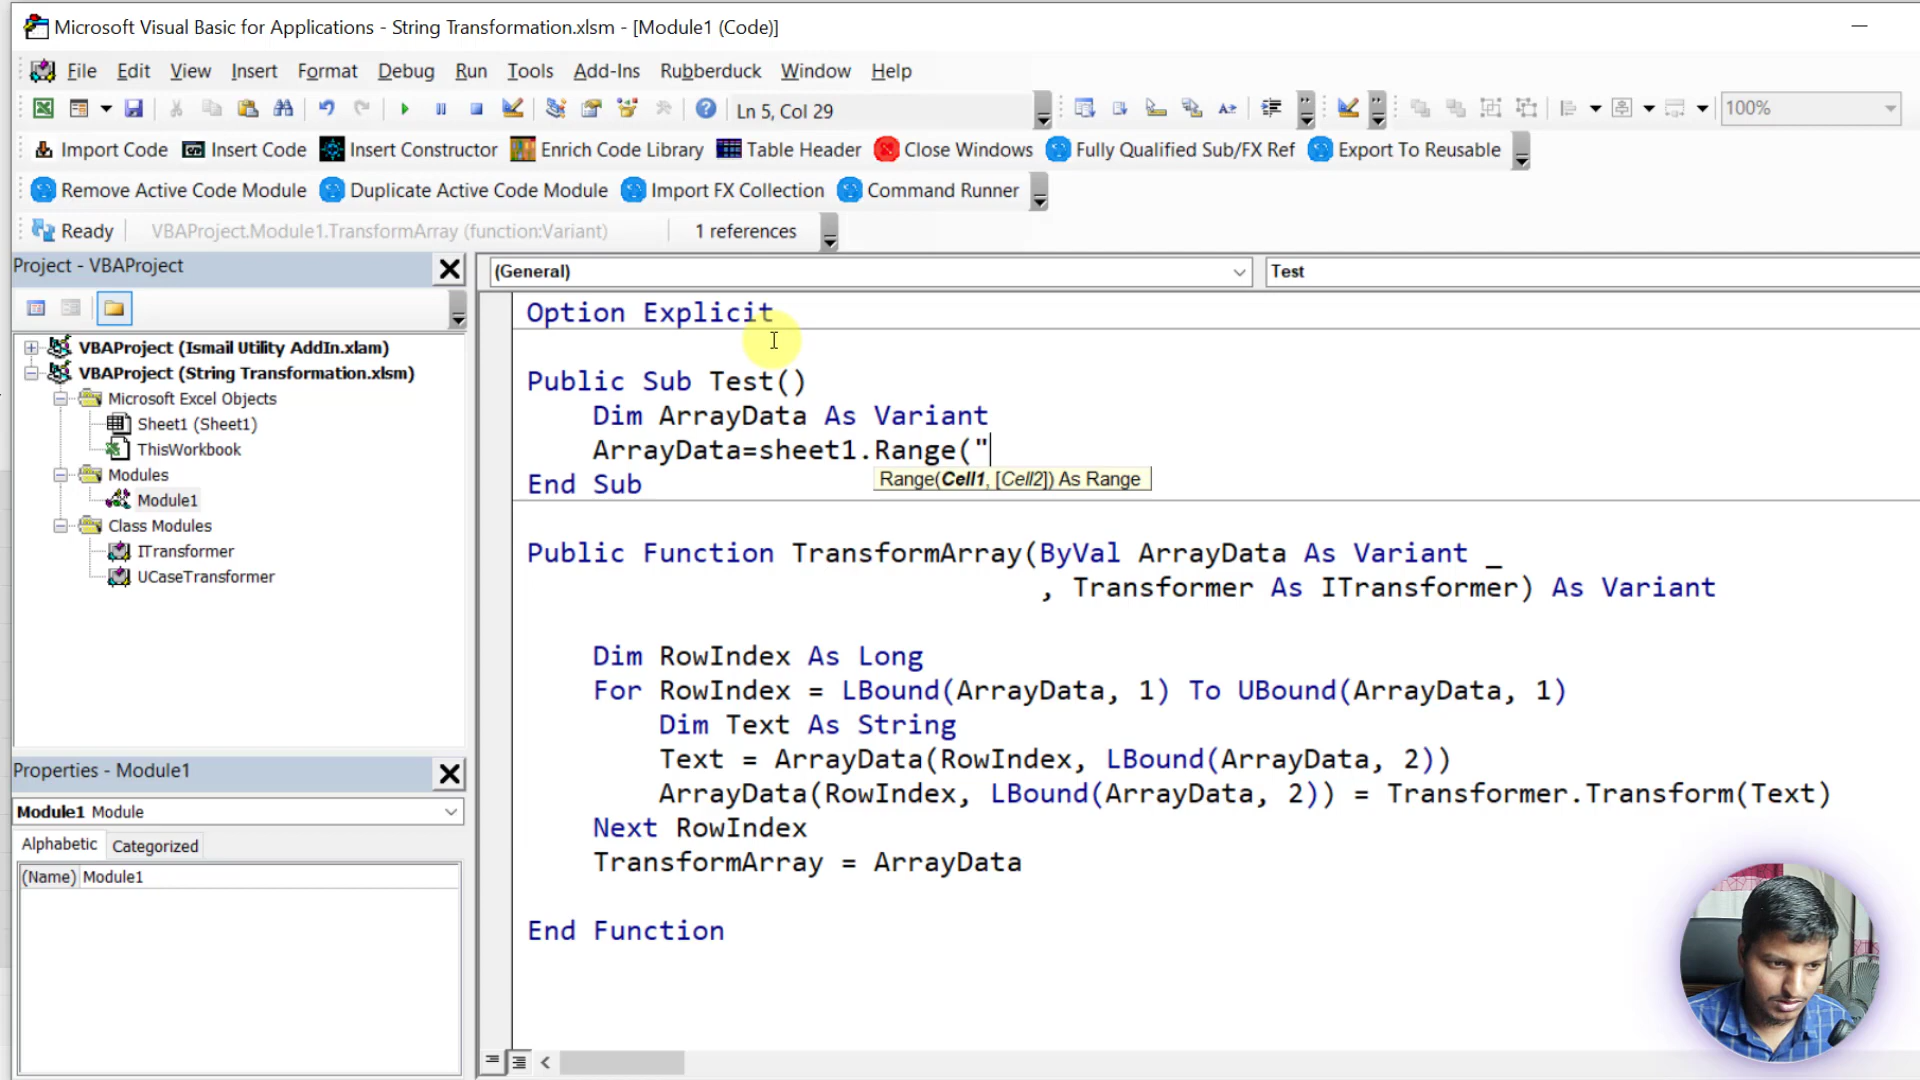 Microsoft Visual Basic for Applications - String Transformation.xlsm - [Module1 (Code)]
File Edit View Insert Format Debug Run Tools Add-Ins Rubberduck Window Help
Ln 5, Col 29
100%
Import Code Insert Code Insert Constructor Enrich Code Library Table Header Close Windows Fully Qualified Sub/FX Ref Export To Reusable
Remove Active Code Module Duplicate Active Code Module Import FX Collection Command Runner
Ready VBAProject.Module1.TransformArray (function:Variant) 1 references
Project - VBAProject
VBAProject (Ismail Utility AddIn.xlam)
VBAProject (String Transformation.xlsm)
Microsoft Excel Objects
Sheet1 (Sheet1)
ThisWorkbook
Modules
Module1
Class Modules
ITransformer
UCaseTransformer
Properties - Module1
Module1 Module
Alphabetic Categorized
(Name) Module1
(General) Test
Option Explicit
Public Sub Test()
Dim ArrayData As Variant
ArrayData=sheet1.Range("
Range(Cell1, [Cell2]) As Range
End Sub
Public Function TransformArray(ByVal ArrayData As Variant _
, Transformer As ITransformer) As Variant
Dim RowIndex As Long
For RowIndex = LBound(ArrayData, 1) To UBound(ArrayData, 1)
Dim Text As String
Text = ArrayData(RowIndex, LBound(ArrayData, 2))
ArrayData(RowIndex, LBound(ArrayData, 2)) = Transformer.Transform(Text)
Next RowIndex
TransformArray = ArrayData
End Function